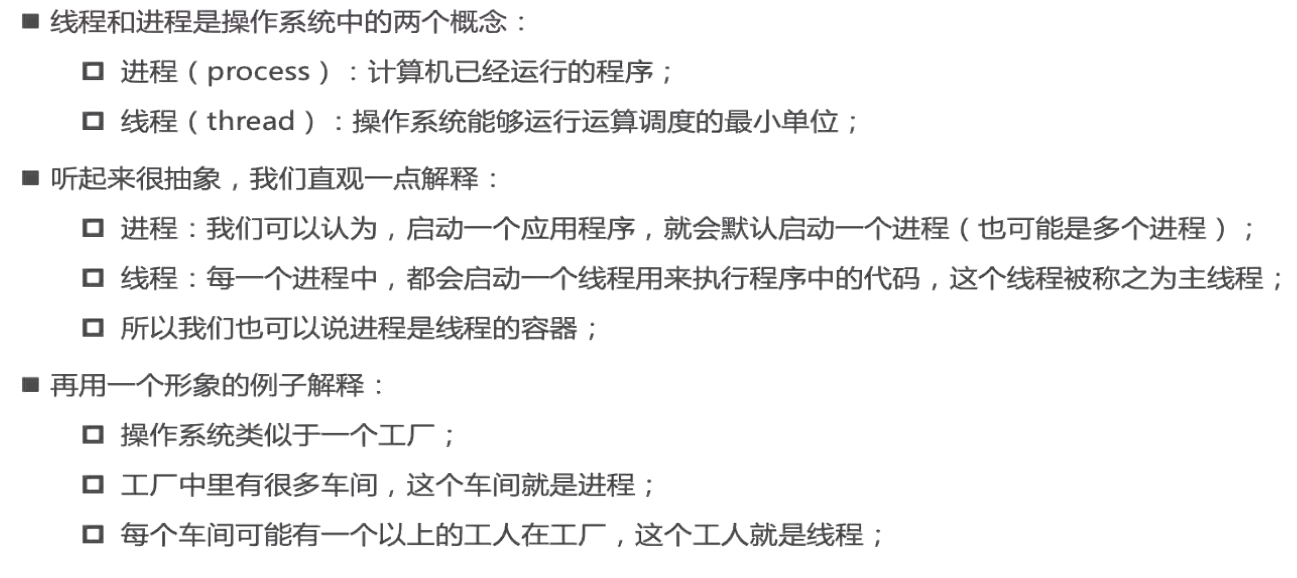 ■ 线程和进程是操作系统中的两个概念：
□ 进程（process）：计算机已经运行的程序；
□ 线程（thread）：操作系统能够运行运算调度的最小单位；
■ 听起来很抽象，我们直观一点解释：
□ 进程：我们可以认为，启动一个应用程序，就会默认启动一个进程（也可能是多个进程）；
□ 线程：每一个进程中，都会启动一个线程用来执行程序中的代码，这个线程被称之为主线程；
□ 所以我们也可以说进程是线程的容器；
■ 再用一个形象的例子解释：
□ 操作系统类似于一个工厂；
□ 工厂中里有很多车间，这个车间就是进程；
□ 每个车间可能有一个以上的工人在工厂，这个工人就是线程；